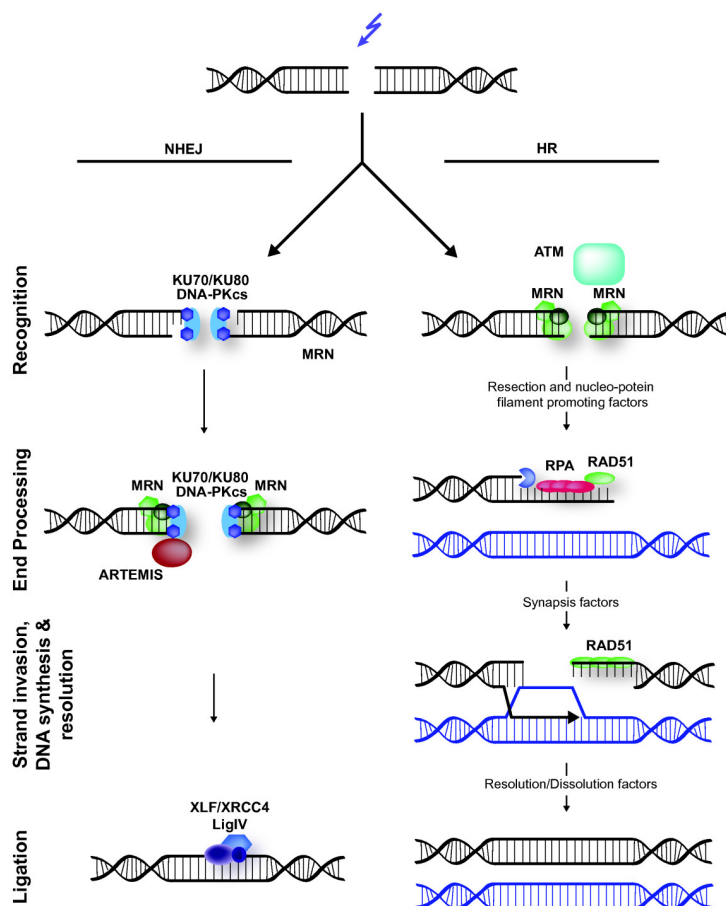 NHEJ
HR
Recognition
KU70/KU80
DNA-PKcs
MRN
ATM
MRN
MRN
Resection and nucleo-potein
filament promoting factors
End Processing
MRN
KU70/KU80
DNA-PKcs
MRN
ARTEMIS
RPA
RAD51
Synapsis factors
Strand invasion,
DNA synthesis &
resolution
RAD51
Resolution/Dissolution factors
Ligation
XLF/XRCC4
LigIV